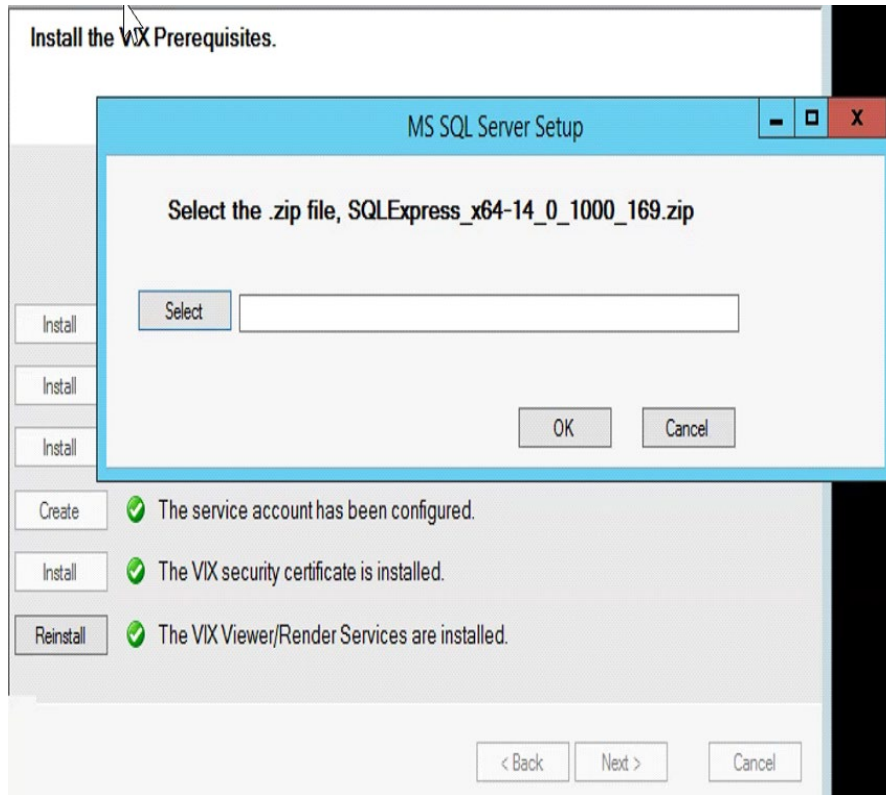 Install the VIX Prerequisites.
MS SQL Server Setup
Select the .zip file, SQLExpress_x64-14_0_1000_169.zip
Select
OK
Cancel
Install
Install
Install
Create
The service account has been configured.
Install
The VIX security certificate is installed.
Reinstall
The VIX Viewer/Render Services are installed.
< Back
Next >
Cancel